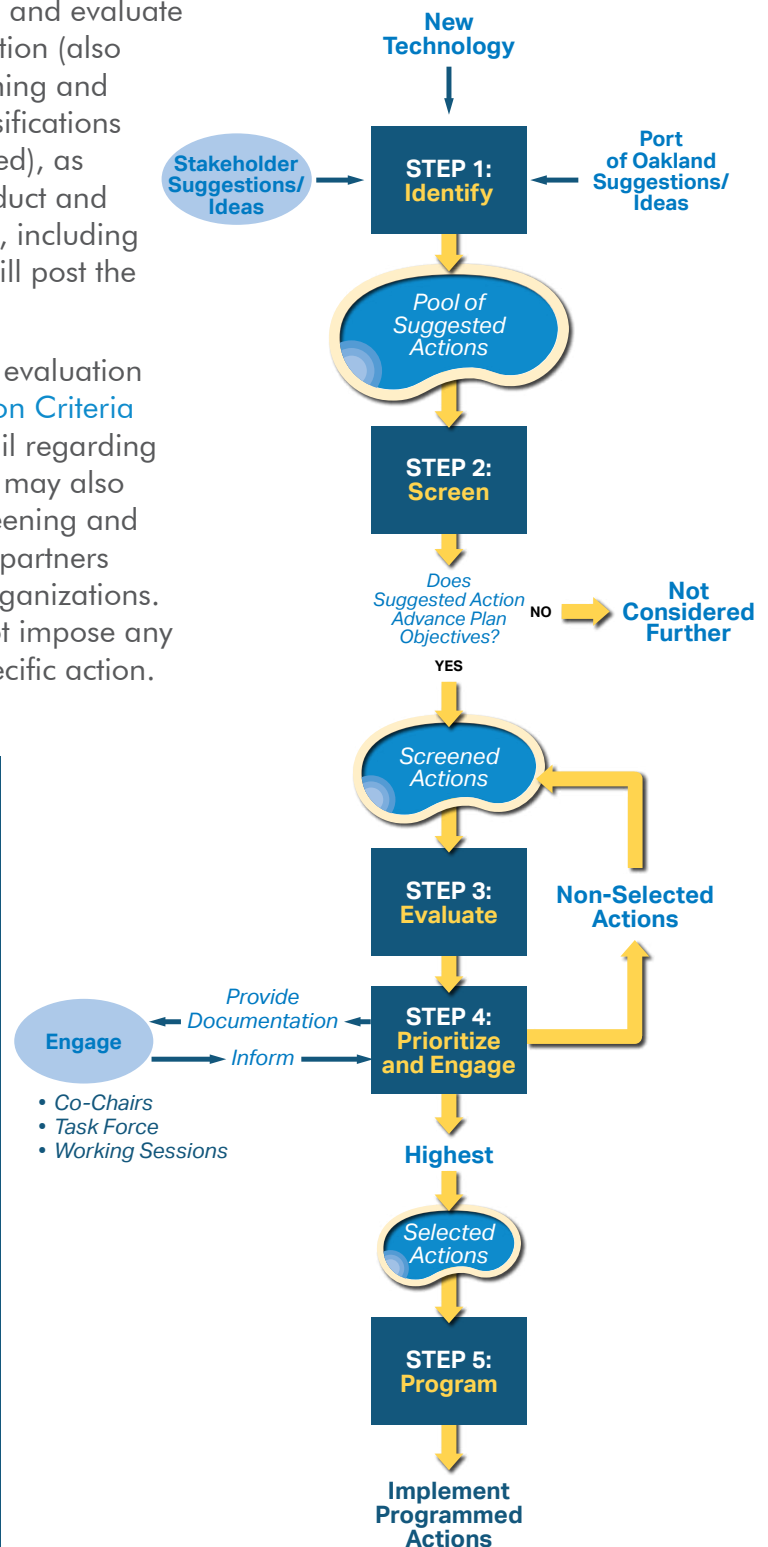 and evaluate
tion (also
ning and
sifications
ed), as
duct and
, including
ill post the
evaluation
on Criteria
il regarding
may also
eening and
partners
ganizations.
ot impose any
ecific action.
New
Technology
Stakeholder
Suggestions/
Ideas
STEP 1:
Identify
Port
of Oakland
Suggestions/
Ideas
Pool of
Suggested
Actions
STEP 2:
Screen
Does
Suggested Action
Advance Plan
Objectives?
NO
Not
Considered
Further
YES
Screened
Actions
STEP 3:
Evaluate
Non-Selected
Actions
STEP 4:
Prioritize
and Engage
Provide
Documentation
Engage
Inform
• Co-Chairs
• Task Force
• Working Sessions
Highest
Selected
Actions
STEP 5:
Program
Implement
Programmed
Actions